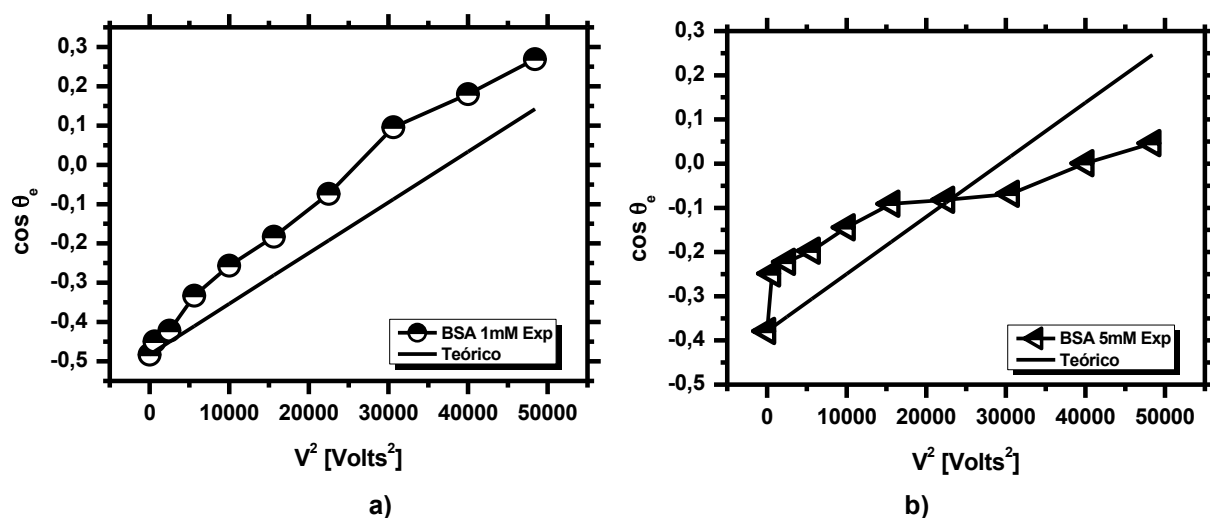 0,3
0,2
0,1
0,0
-0,1
-0,2
-0,3
-0,4
-0,5
cos θe
BSA 1mM Exp
Teórico
0 10000 20000 30000 40000 50000
V² [Volts²]
a)
0,3
0,2
0,1
0,0
-0,1
-0,2
-0,3
-0,4
-0,5
cos θe
BSA 5mM Exp
Teórico
0 10000 20000 30000 40000 50000
V² [Volts²]
b)